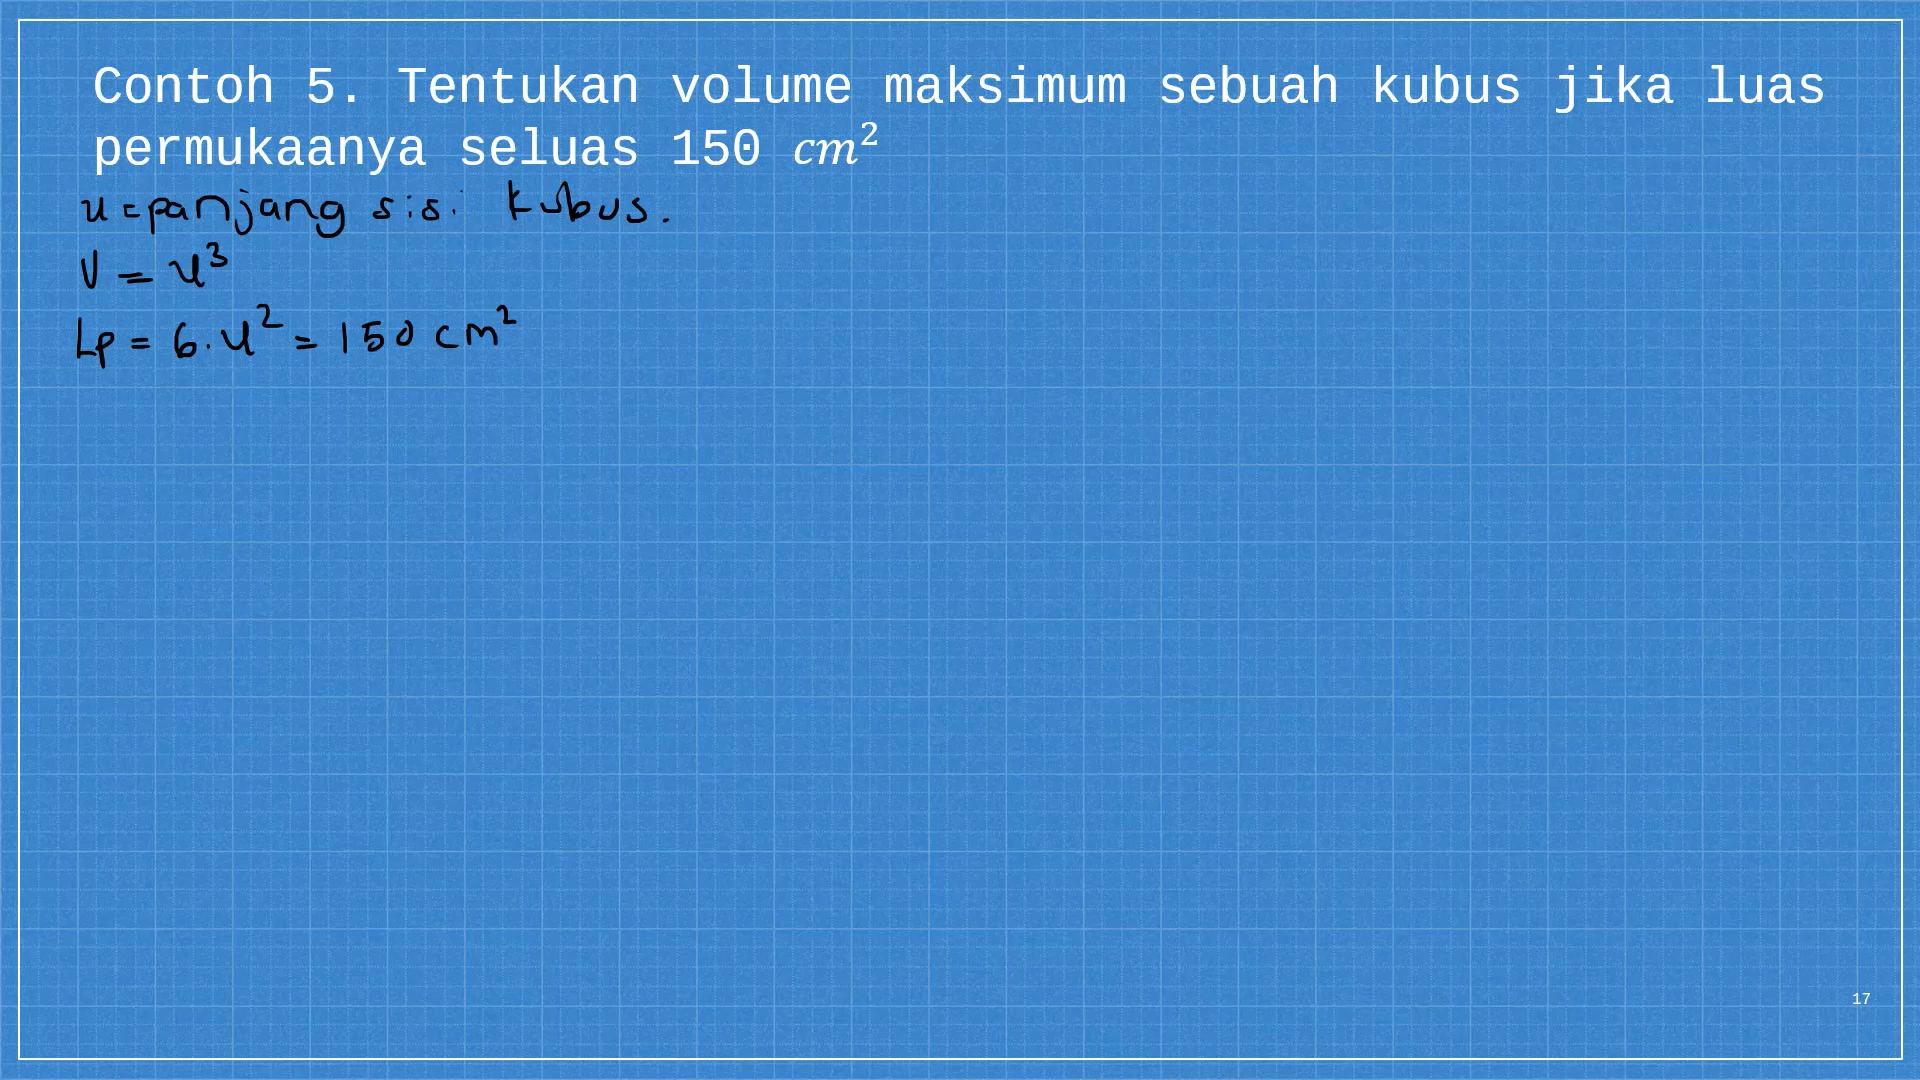 Contoh 5. Tentukan volume maksimum sebuah kubus jika luas
permukaanya seluas 150 cm²
u = panjang sisi kubus.
V = u³
Lp = 6.u² = 150 cm²
17